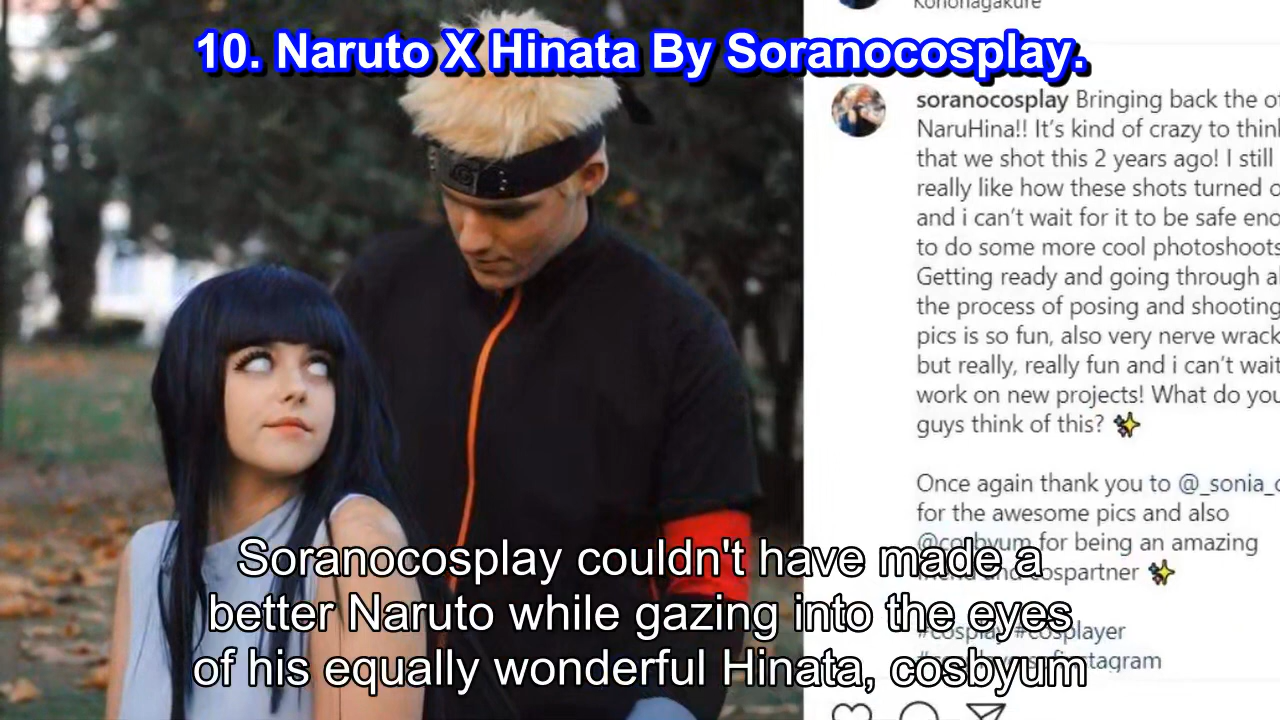 Konohagakure
10. Naruto X Hinata By Soranocosplay.
soranocosplay Bringing back the
NaruHina!! It's kind of crazy to think
that we shot this 2 years ago! I still
really like how these shots turned
and i can't wait for it to be safe
to do some more cool photoshoots
Getting ready and going through
the process of posing and shooting
pics is so fun, also very nerve
but really, really fun and i can't wait
work on new projects! What do you
guys think of this? ✨
Once again thank you to @_sonia_
for the awesome pics and also
@cosbyum for being an amazing
friend and cospartner ✨
#cosplay #cosplayer
Soranocosplay couldn't have made a
better Naruto while gazing into the eyes
of his equally wonderful Hinata, cosbyum